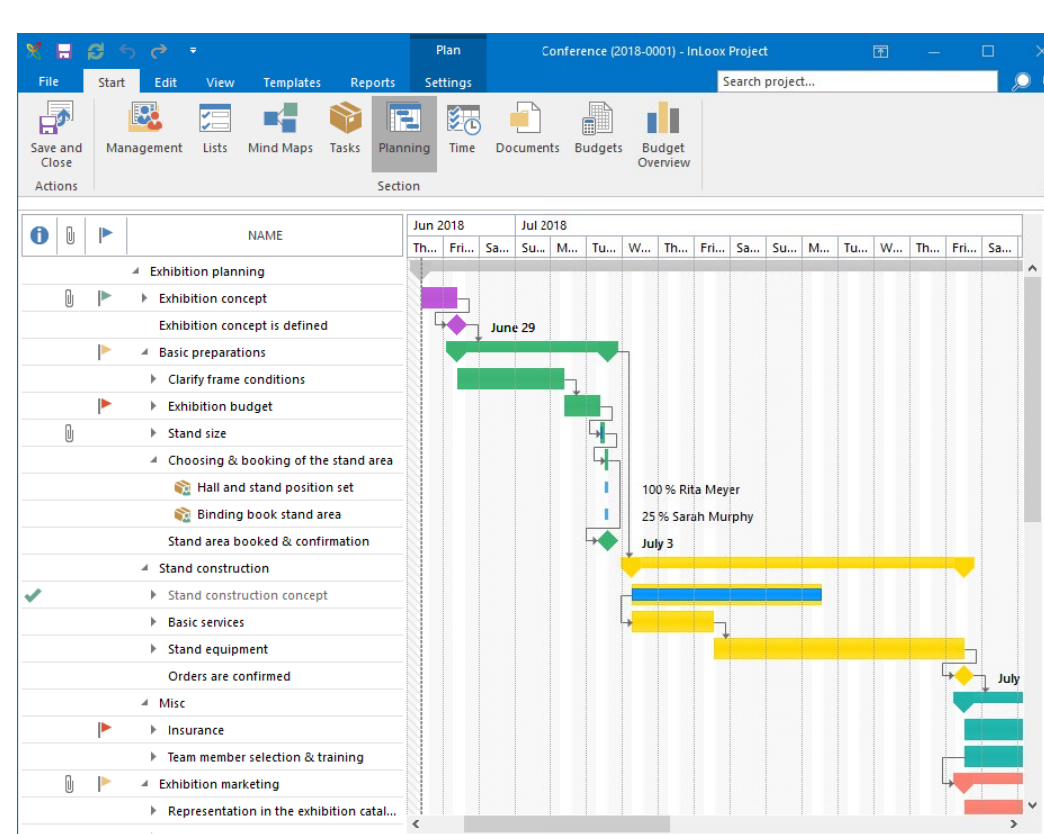 Plan
Conference (2018-0001) - InLoox Project
File Start Edit View Templates Reports Settings
Search project...
Save and Close
Management
Lists
Mind Maps
Tasks
Planning
Time
Documents
Budgets
Budget Overview
Actions
Section
NAME
Jun 2018 Jul 2018
Th... Fri... Sa... Su... M... Tu... W... Th... Fri... Sa... Su... M... Tu... W... Th... Fri... Sa...
Exhibition planning
Exhibition concept
Exhibition concept is defined
June 29
Basic preparations
Clarify frame conditions
Exhibition budget
Stand size
Choosing & booking of the stand area
Hall and stand position set
100 % Rita Meyer
Binding book stand area
25 % Sarah Murphy
Stand area booked & confirmation
July 3
Stand construction
Stand construction concept
Basic services
Stand equipment
Orders are confirmed
July
Misc
Insurance
Team member selection & training
Exhibition marketing
Representation in the exhibition catal...